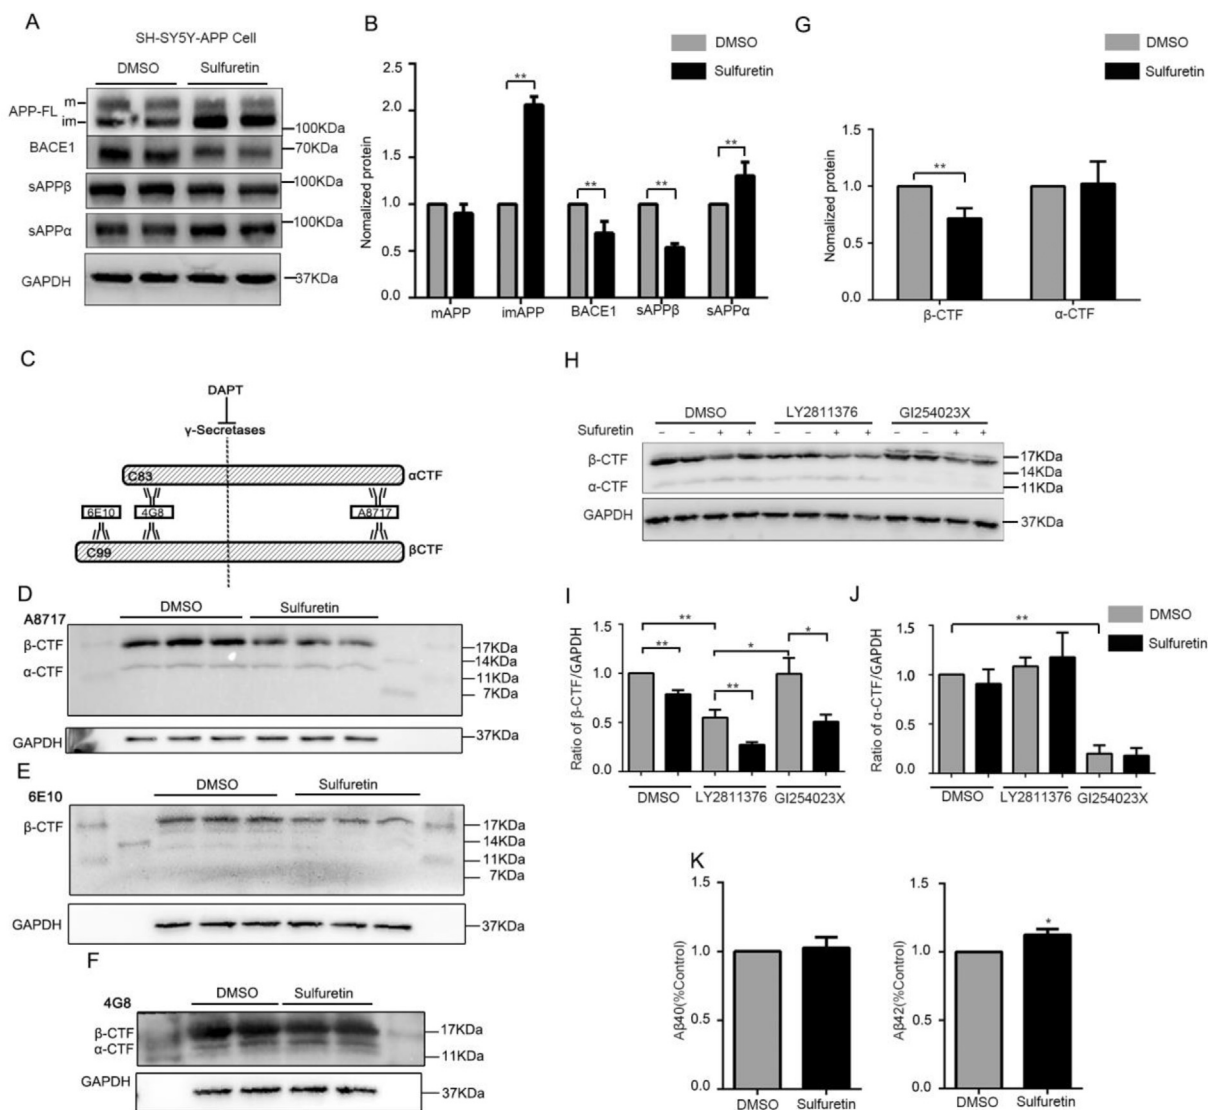 A
SH-SY5Y-APP Cell
DMSO Sulfuretin
APP-FL m
im
100KDa
BACE1 70KDa
sAPPβ 100KDa
sAPPα 100KDa
GAPDH 37KDa
B
DMSO
Sulfuretin
Nomalized protein
2.5
2.0
1.5
1.0
0.5
0.0
** ** ** **
mAPP imAPP BACE1 sAPPβ sAPPα
G
DMSO
Sulfuretin
Nomalized protein
1.5
1.0
0.5
0.0
**
β-CTF α-CTF
C
DAPT
γ-Secretases
C83 αCTF
6E10 4G8 A8717
C99 βCTF
H
DMSO LY2811376 GI254023X
Sufuretin − − + + − − + + − − + +
β-CTF 17KDa
14KDa
α-CTF 11KDa
GAPDH 37KDa
D
A8717
DMSO Sulfuretin
β-CTF 17KDa
14KDa
α-CTF 11KDa
7KDa
GAPDH 37KDa
E
6E10
DMSO Sulfuretin
β-CTF 17KDa
14KDa
11KDa
7KDa
GAPDH 37KDa
F
4G8
DMSO Sulfuretin
β-CTF 17KDa
α-CTF
11KDa
GAPDH 37KDa
I
Ratio of β-CTF/GAPDH
1.5
1.0
0.5
0.0
** ** ** * *
DMSO LY2811376 GI254023X
J
DMSO
Sulfuretin
Ratio of α-CTF/GAPDH
1.5
1.0
0.5
0.0
**
DMSO LY2811376 GI254023X
K
Aβ40(%Control)
1.5
1.0
0.5
0.0
DMSO Sulfuretin
Aβ42(%Control)
1.5
1.0
0.5
0.0
*
DMSO Sulfuretin